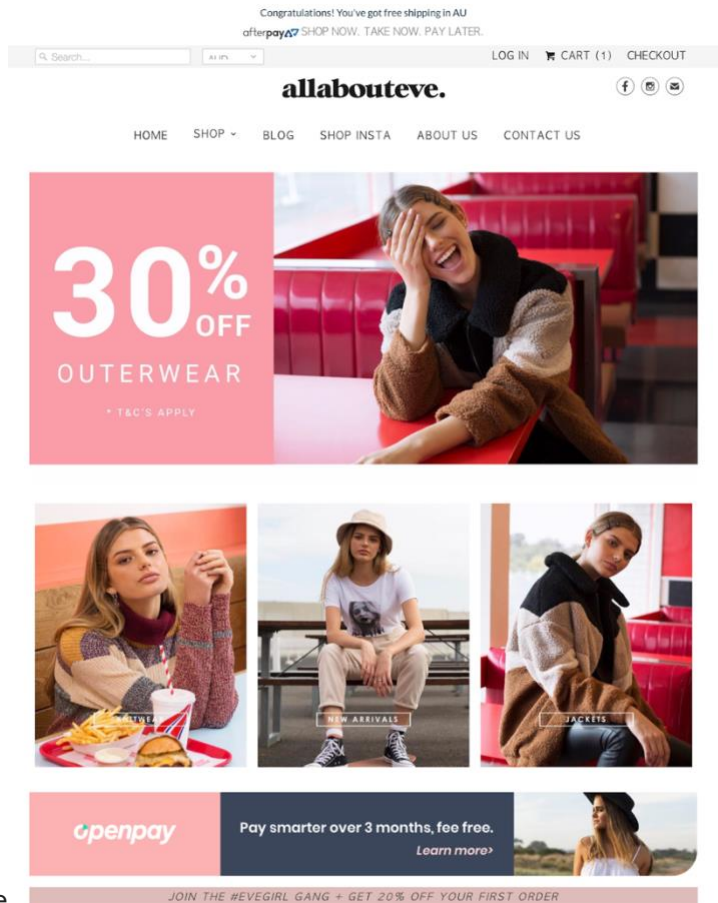 Congratulations! You've got free shipping in AU
afterpay SHOP NOW. TAKE NOW. PAY LATER.
Search...
LOG IN CART (1) CHECKOUT
allabouteve.
HOME SHOP BLOG SHOP INSTA ABOUT US CONTACT US
30% OFF
OUTERWEAR
* T&C'S APPLY
KNITWEAR
NEW ARRIVALS
JACKETS
openpay
Pay smarter over 3 months, fee free.
Learn more>
JOIN THE #EVEGIRL GANG + GET 20% OFF YOUR FIRST ORDER
e